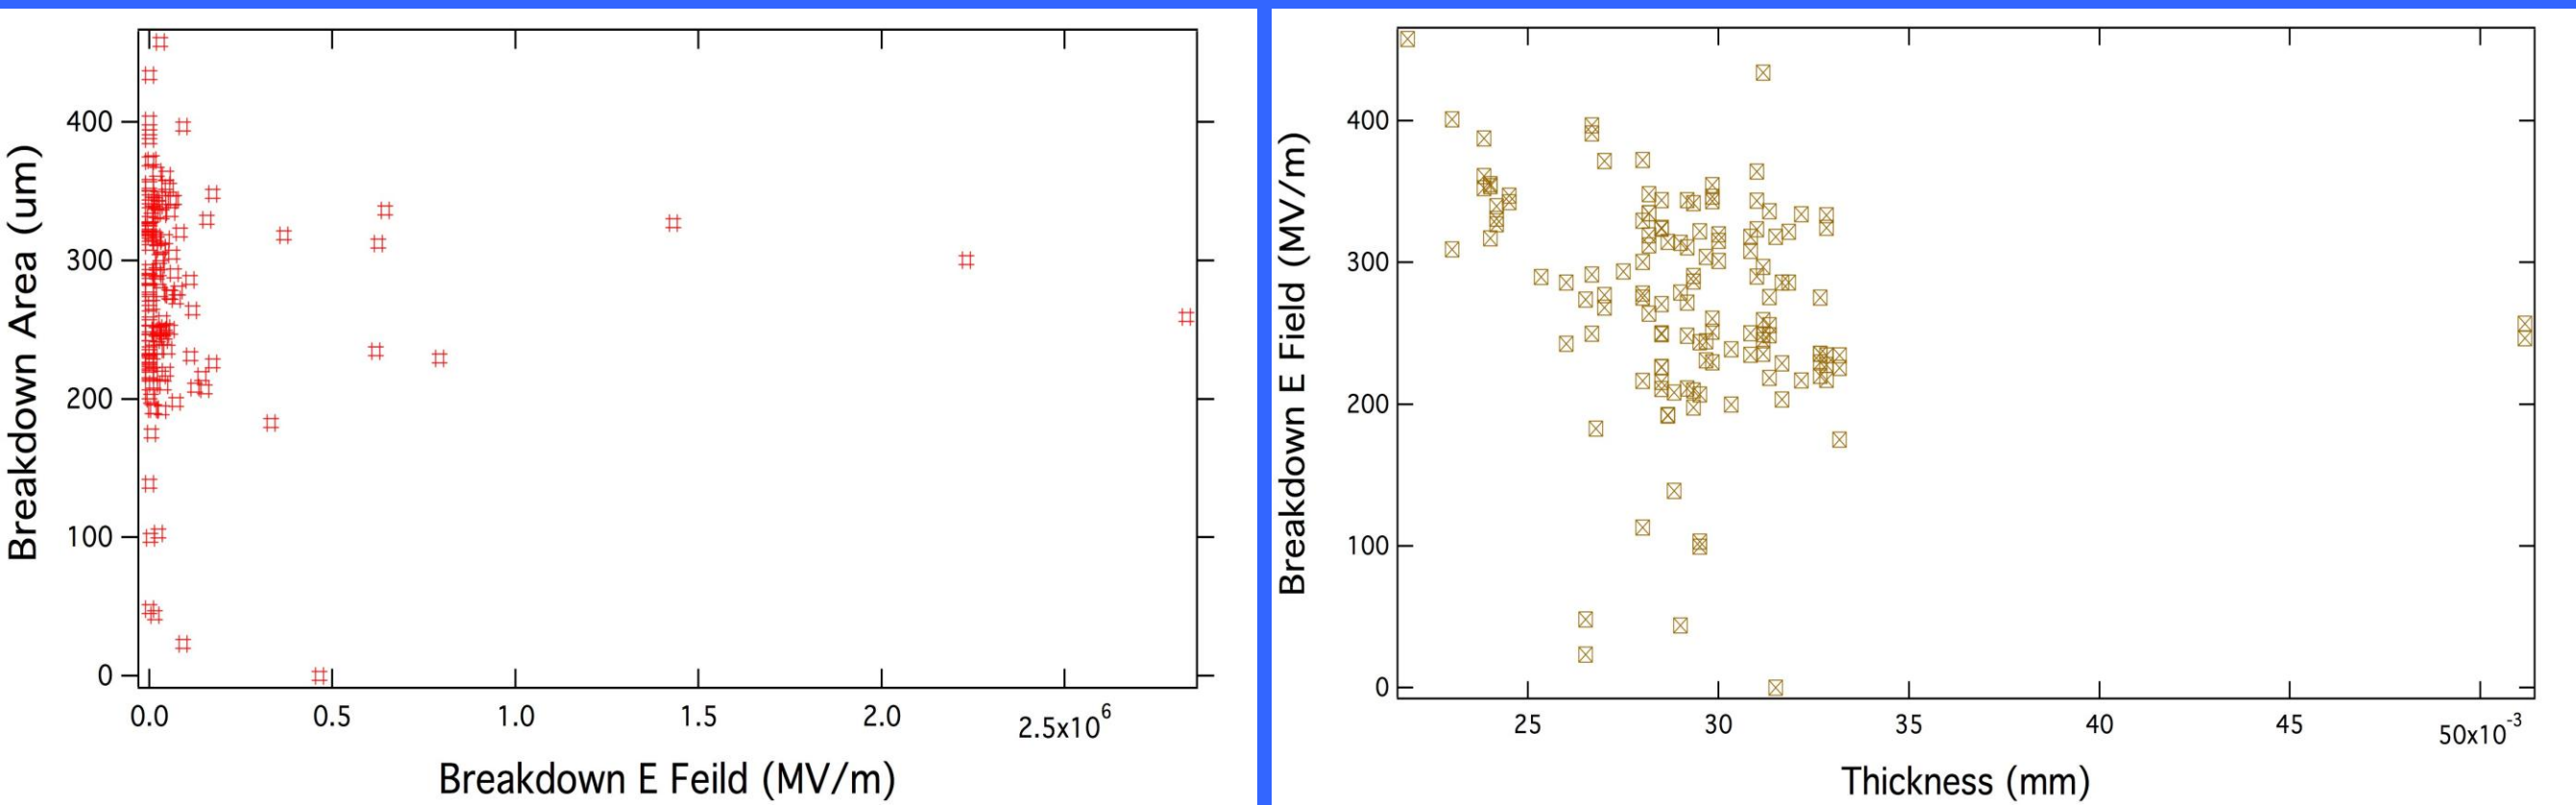 Breakdown Area (um)
400
300
200
100
0
0.0 0.5 1.0 1.5 2.0 2.5x10⁶
Breakdown E Feild (MV/m)
Breakdown E Field (MV/m)
400
300
200
100
0
25 30 35 40 45 50x10⁻³
Thickness (mm)